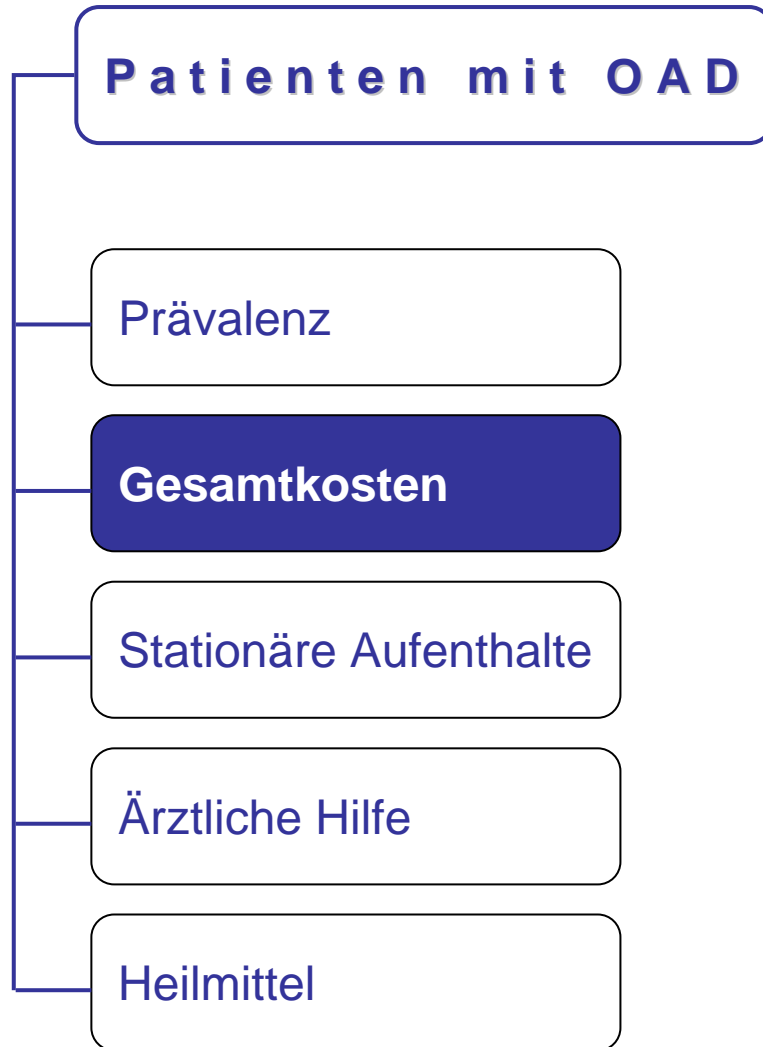 Patienten mit OAD
Prävalenz
Gesamtkosten
Stationäre Aufenthalte
Ärztliche Hilfe
Heilmittel